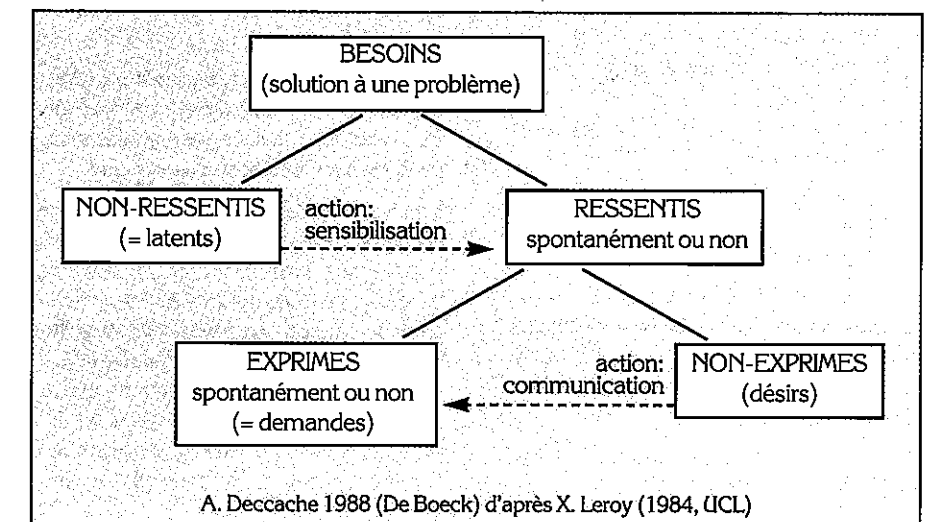 BESOINS
(solution à une problème)
NON-RESSENTIS
(= latents)
action:
sensibilisation
RESSENTIS
spontanément ou non
EXPRIMES
spontanément ou non
(= demandes)
action:
communication
NON-EXPRIMES
(désirs)
A. Deccache 1988 (De Boeck) d'après X. Leroy (1984, UCL)